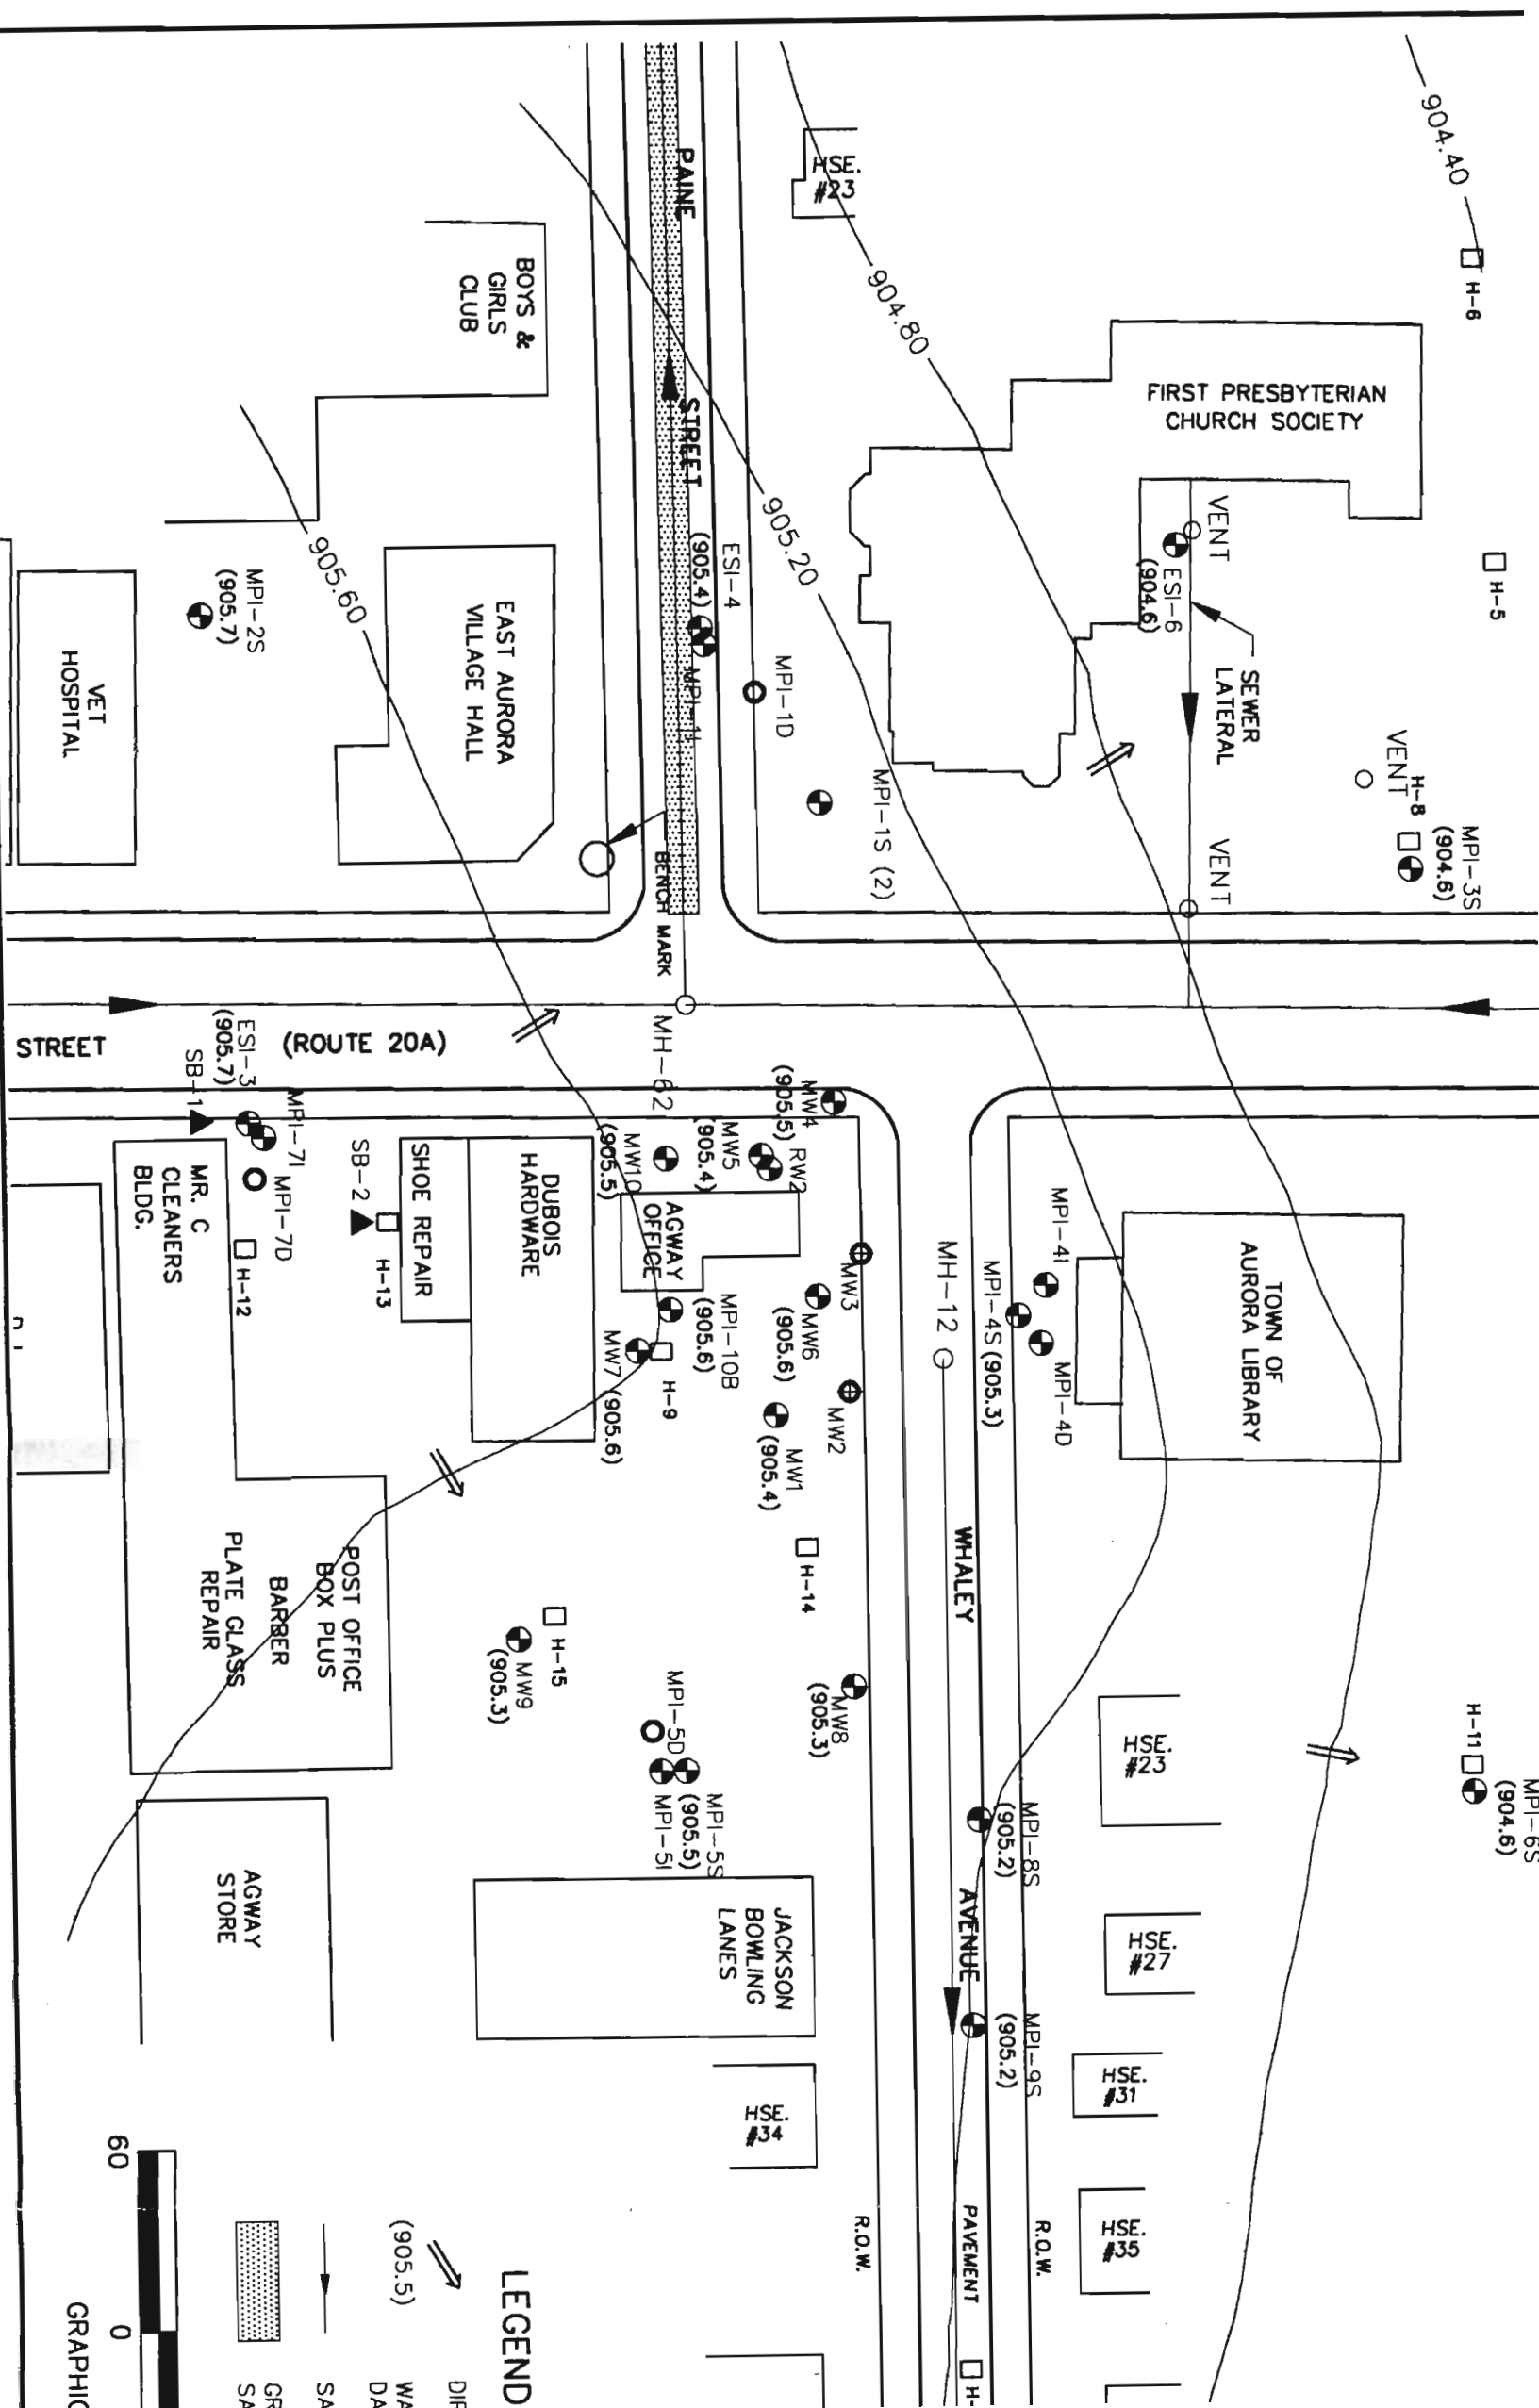 904.40
H-6
PAINE
STREET
HSE.
#23
904.80
BOYS &
GIRLS
CLUB
FIRST PRESBYTERIAN
CHURCH SOCIETY
905.20
905.60
VENT
ESI-6
(904.6)
H-5
SEWER
LATERAL
ESI-4
(905.4)
MPI-1D
MPI-2S
(905.7)
EAST AURORA
VILLAGE HALL
VET
HOSPITAL
MPI-1S (2)
VENT
H-8
MPI-3S
(904.6)
VENT
BENCH MARK
MH-62
STREET
(ROUTE 20A)
ESI-3
(905.7)
SB-1
MPI-7I
MPI-7D
H-12
SB-2
H-13
SHOE REPAIR
DUBOIS
HARDWARE
MR. C
CLEANERS
BLDG.
MW10
(905.5)
MW5
(905.4)
MW4
(905.5)
RW2
AGWAY
OFFICE
MW3
MPI-10B
(905.6)
MW6
(905.6)
MW7 (905.6)
H-9
MW2
MW1
(905.4)
MH-12
MPI-4S (905.3)
MPI-4I
MPI-4D
TOWN OF
AURORA LIBRARY
H-14
WHALEY
AVENUE
PAVEMENT
POST OFFICE
BOX PLUS
BARBER
PLATE GLASS
REPAIR
H-15
MW9
(905.3)
MPI-5D
MPI-5S
(905.5)
MPI-5I
MW8
(905.3)
HSE.
#23
H-11
MPI-6S
(904.6)
MPI-8S
(905.2)
AGWAY
STORE
JACKSON
BOWLING
LANES
HSE.
#27
MPI-9S
(905.2)
HSE.
#31
HSE.
#34
HSE.
#35
R.O.W.
R.O.W.
H-
LEGEND
DIF
(905.5)
WA
DA
SA
GR
SA
60
0
GRAPHIC